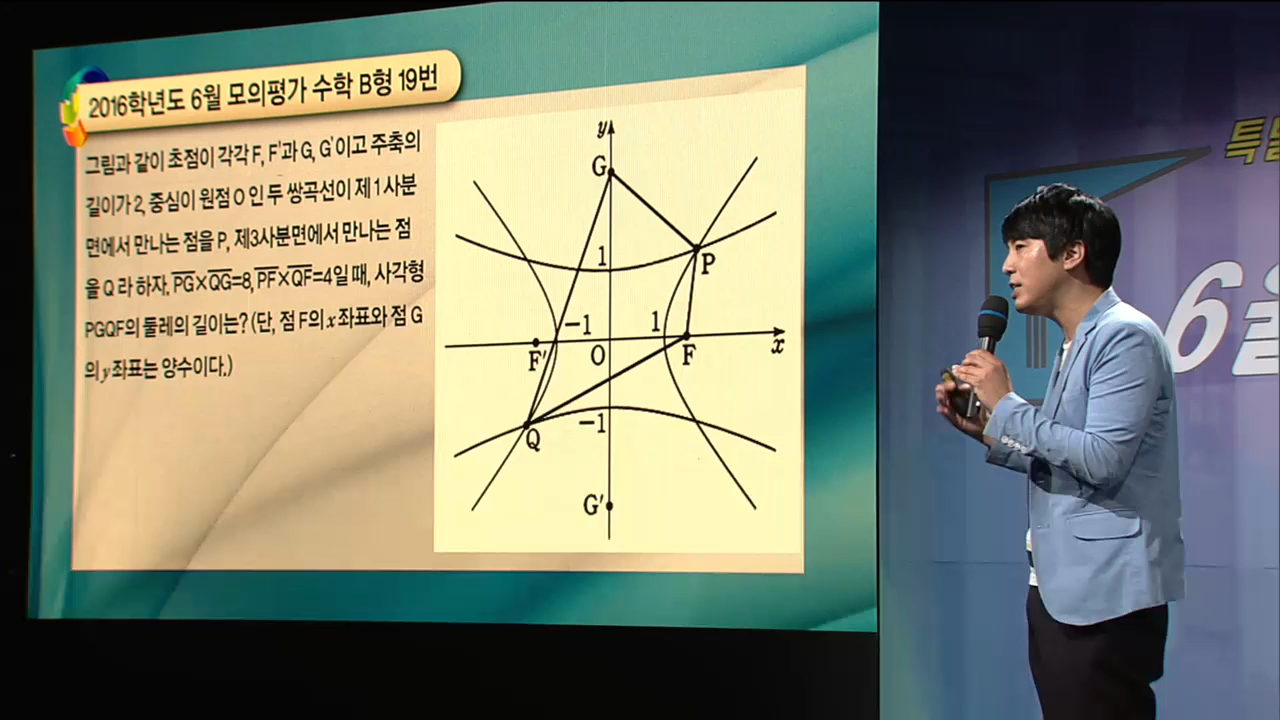 2016학년도 6월 모의평가 수학 B형 19번
그림과 같이 초점이 각각 F, F'과 G, G'이고 주축의
길이가 2, 중심이 원점 O 인 두 쌍곡선이 제 1 사분
면에서 만나는 점을 P, 제3사분면에서 만나는 점
을 Q 라 하자. PG×QG=8, PF×QF=4일 때, 사각형
PGQF의 둘레의 길이는? (단, 점 F의 x 좌표와 점 G
의 y 좌표는 양수이다.)
y
G
1
P
-1
1
F'
O
F
x
-1
Q
G'
특
6월